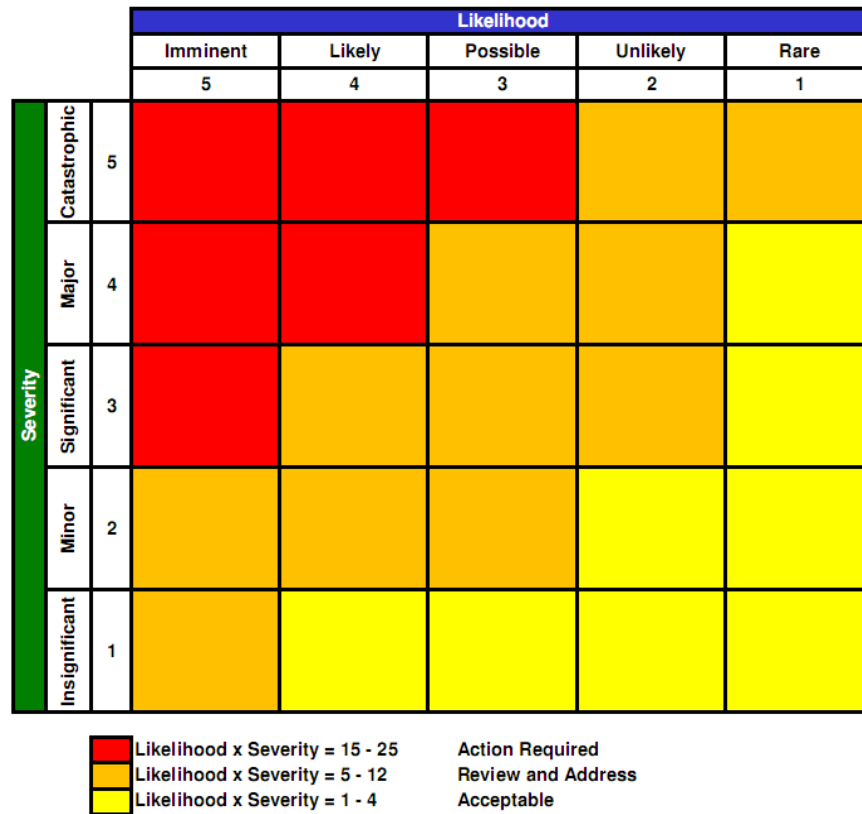 Likelihood
Imminent Likely Possible Unlikely Rare
5 4 3 2 1
Severity
Catastrophic 5
Major 4
Significant 3
Minor 2
Insignificant 1
Likelihood x Severity = 15 - 25 Action Required
Likelihood x Severity = 5 - 12 Review and Address
Likelihood x Severity = 1 - 4 Acceptable